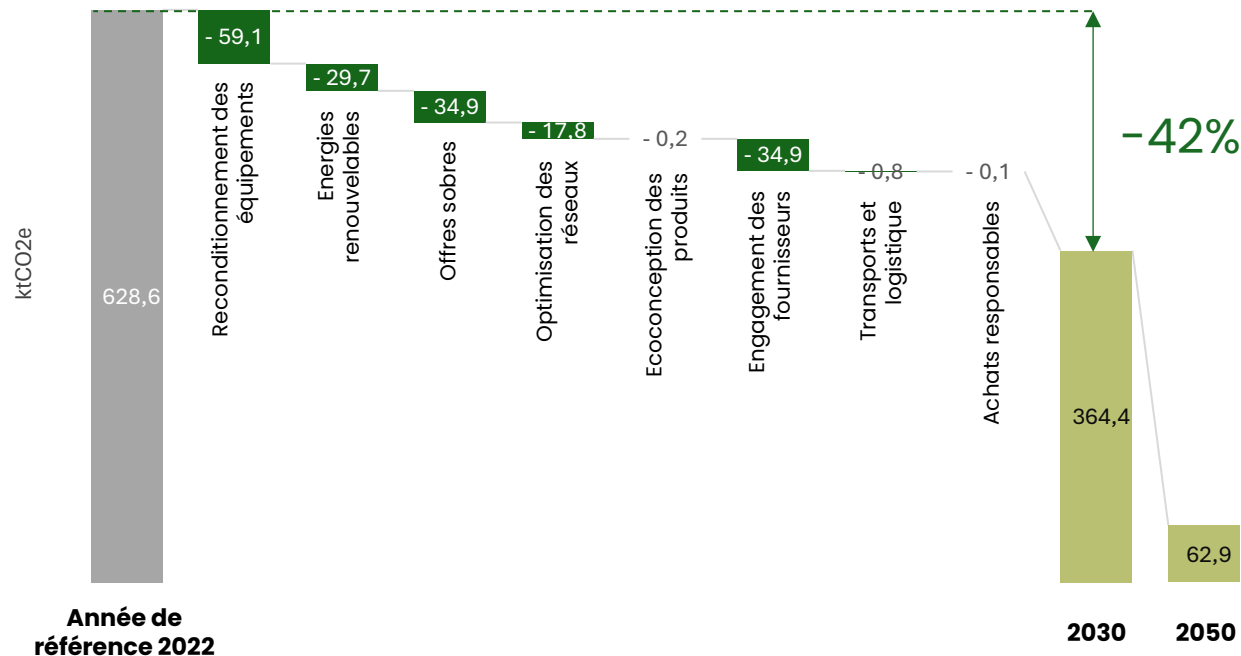 - 59,1
- 29,7
- 34,9
- 17,8
- 0,2
- 34,9
- 0,8
- 0,1
-42%
Reconditionnement des
équipements
Energies
renouvelables
Offres sobres
Optimisation des
réseaux
Ecoconception des
produits
Engagement des
fournisseurs
Transports et
logistique
Achats responsables
ktCO2e
628,6
364,4
62,9
Année de
référence 2022
2030
2050